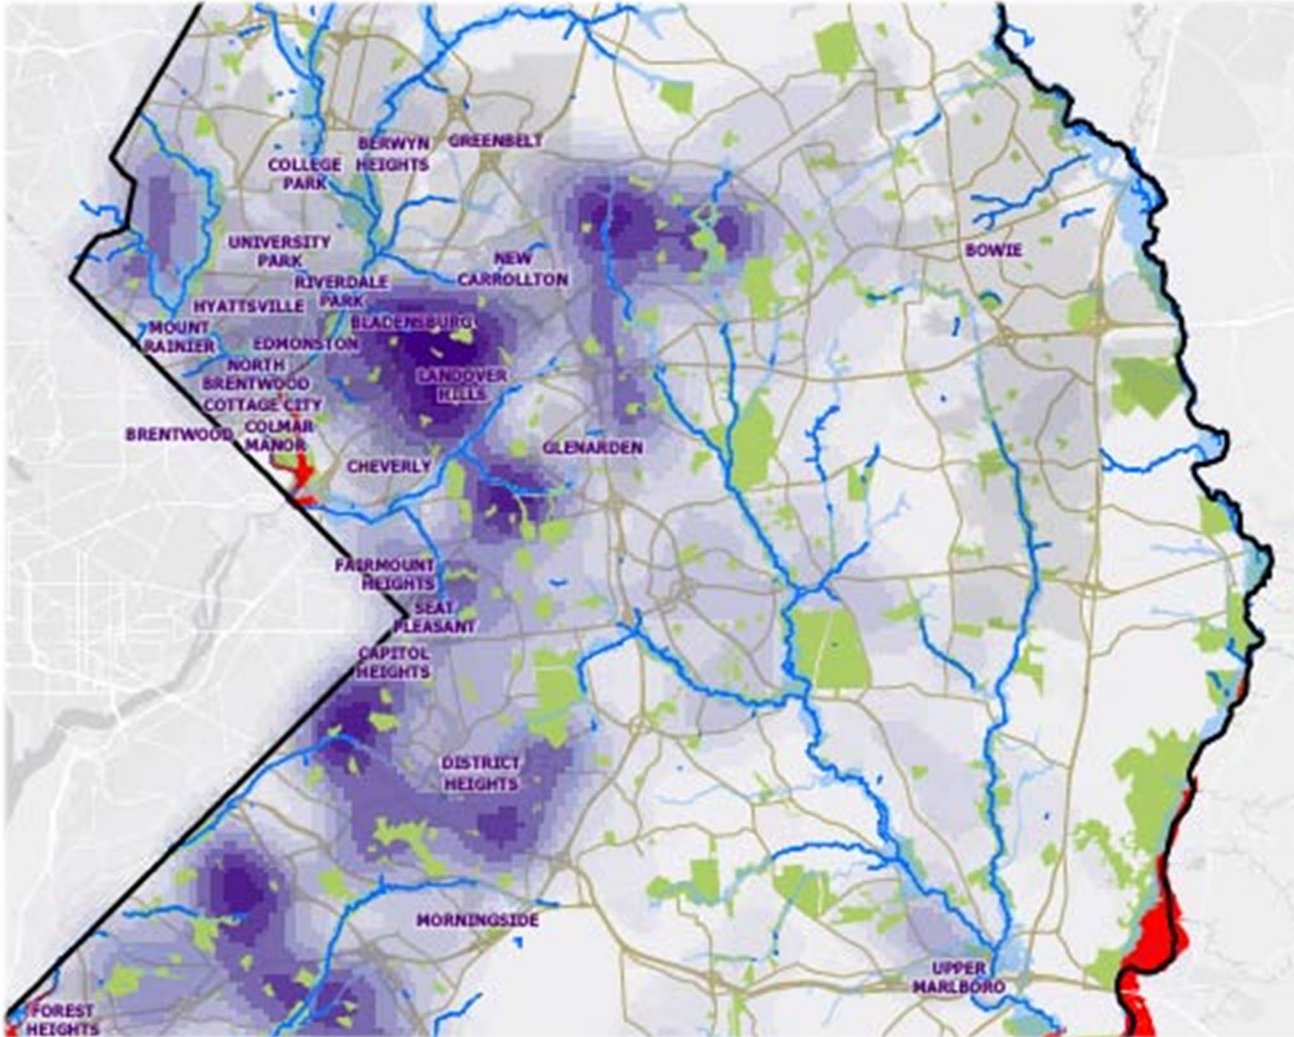 BERWYN
HEIGHTS
GREENBELT
COLLEGE
PARK
UNIVERSITY
PARK
NEW
CARROLLTON
BOWIE
RIVERDALE
PARK
HYATTSVILLE
BLADENSBURG
MOUNT
RAINIER
EDMONSTON
NORTH
BRENTWOOD
LANDOVER
HILLS
COTTAGE CITY
BRENTWOOD
COLMAR
MANOR
GLENARDEN
CHEVERLY
FAIRMOUNT
HEIGHTS
SEAT
PLEASANT
CAPITOL
HEIGHTS
DISTRICT
HEIGHTS
MORNINGSIDE
UPPER
MARLBORO
FOREST
HEIGHTS